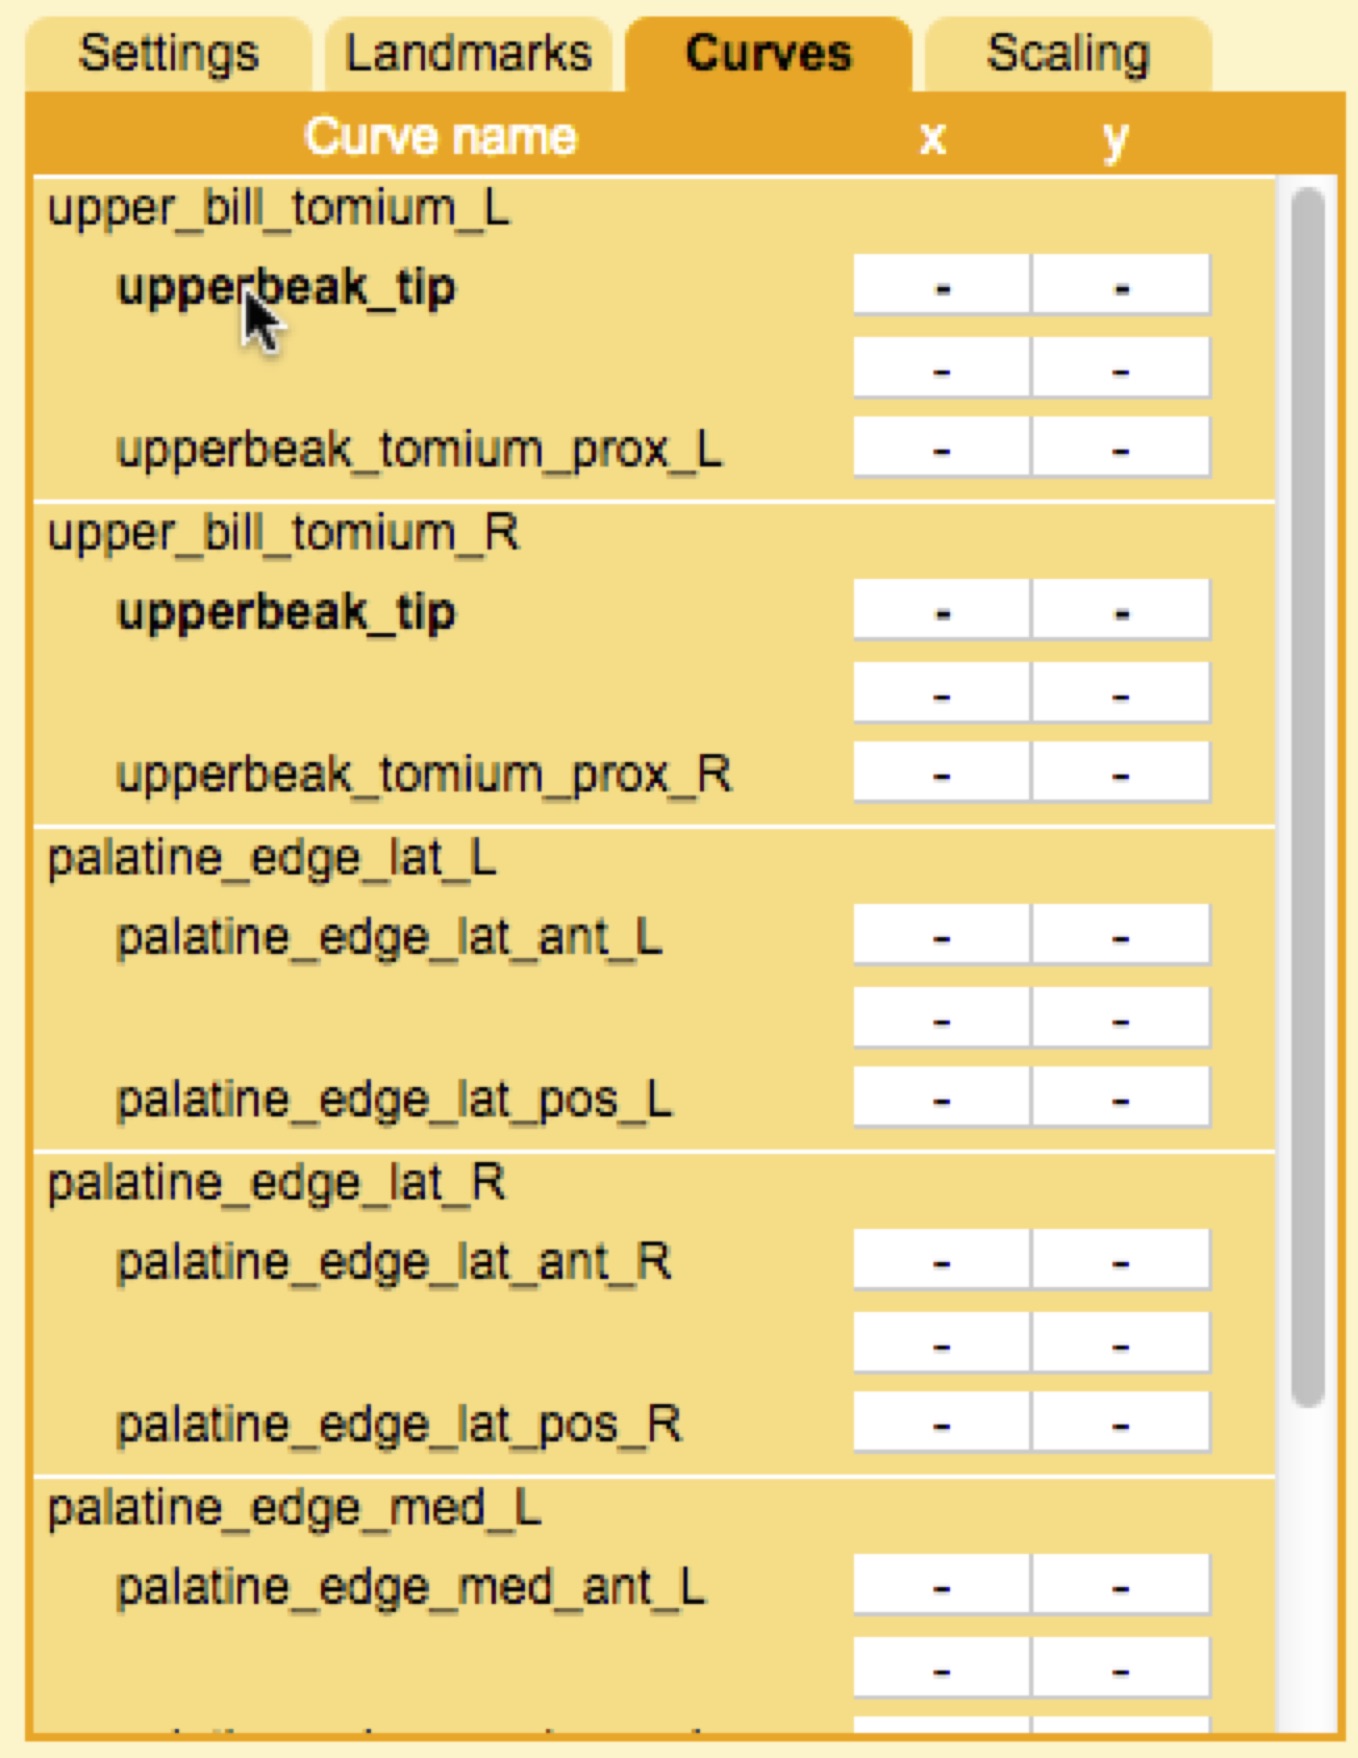 Settings Landmarks Curves Scaling
Curve name x y
upper_bill_tomium_L
upperbeak_tip - -
- -
upperbeak_tomium_prox_L - -
upper_bill_tomium_R
upperbeak_tip - -
- -
upperbeak_tomium_prox_R - -
palatine_edge_lat_L
palatine_edge_lat_ant_L - -
- -
palatine_edge_lat_pos_L - -
palatine_edge_lat_R
palatine_edge_lat_ant_R - -
- -
palatine_edge_lat_pos_R - -
palatine_edge_med_L
palatine_edge_med_ant_L - -
- -